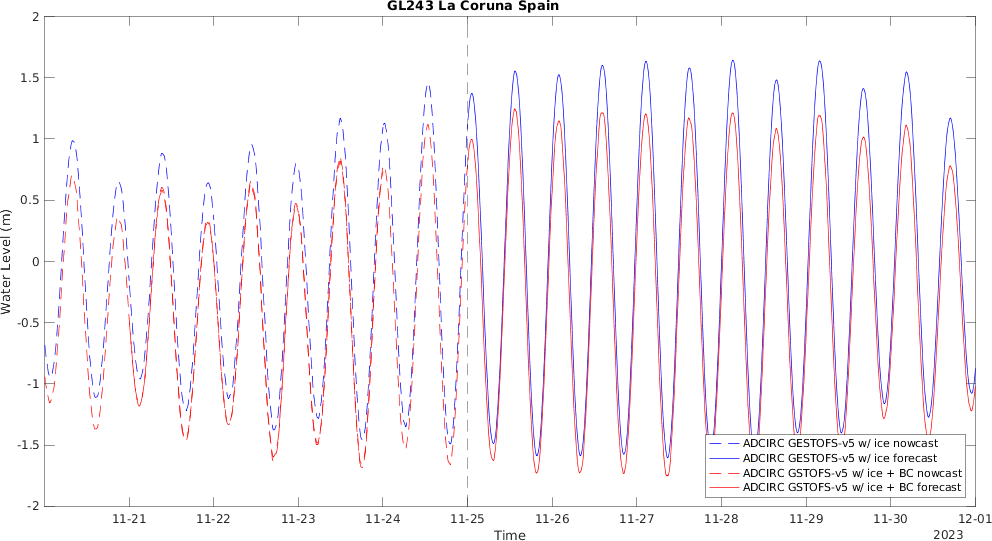 GL243 La Coruna Spain
2
1.5
1
0.5
0
-0.5
-1
-1.5
-2
Water Level (m)
ADCIRC GESTOFS-v5 w/ ice nowcast
ADCIRC GESTOFS-v5 w/ ice forecast
ADCIRC GSTOFS-v5 w/ ice + BC nowcast
ADCIRC GSTOFS-v5 w/ ice + BC forecast
11-21 11-22 11-23 11-24 11-25 11-26 11-27 11-28 11-29 11-30 12-01
Time
2023